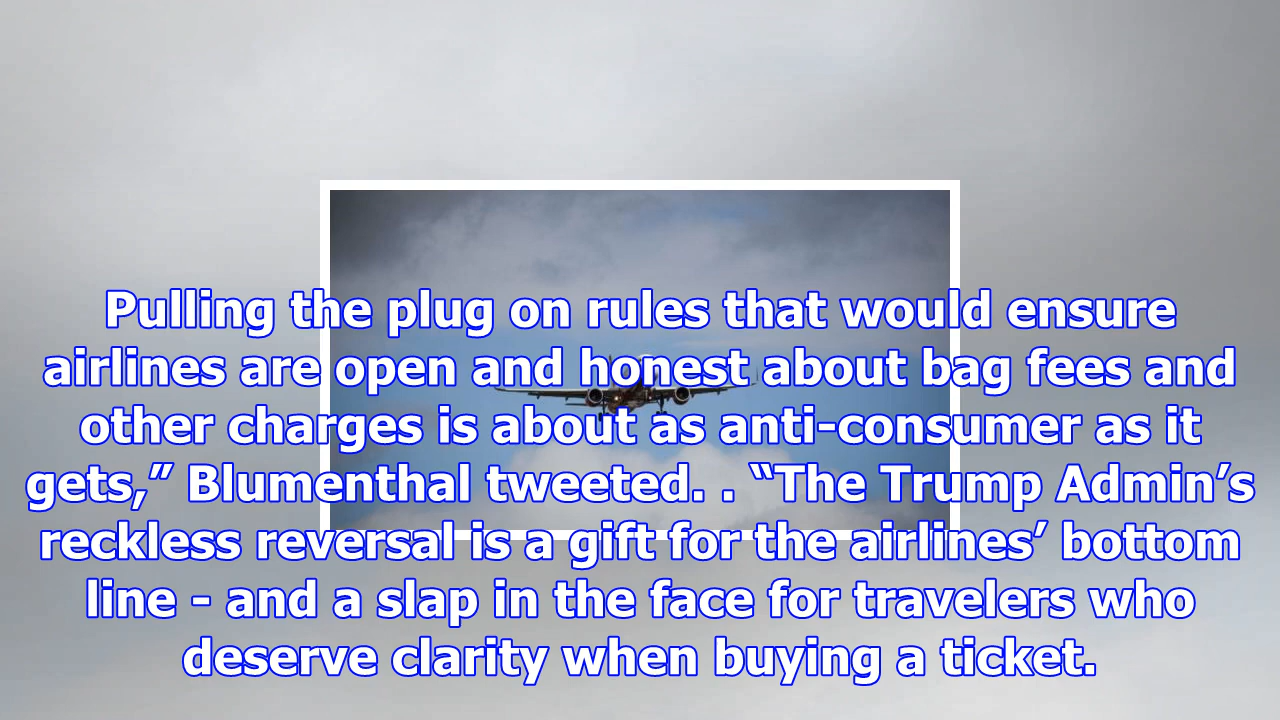 Pulling the plug on rules that would ensure
airlines are open and honest about bag fees and
other charges is about as anti-consumer as it
gets,” Blumenthal tweeted. . “The Trump Admin’s
reckless reversal is a gift for the airlines’ bottom
line - and a slap in the face for travelers who
deserve clarity when buying a ticket.